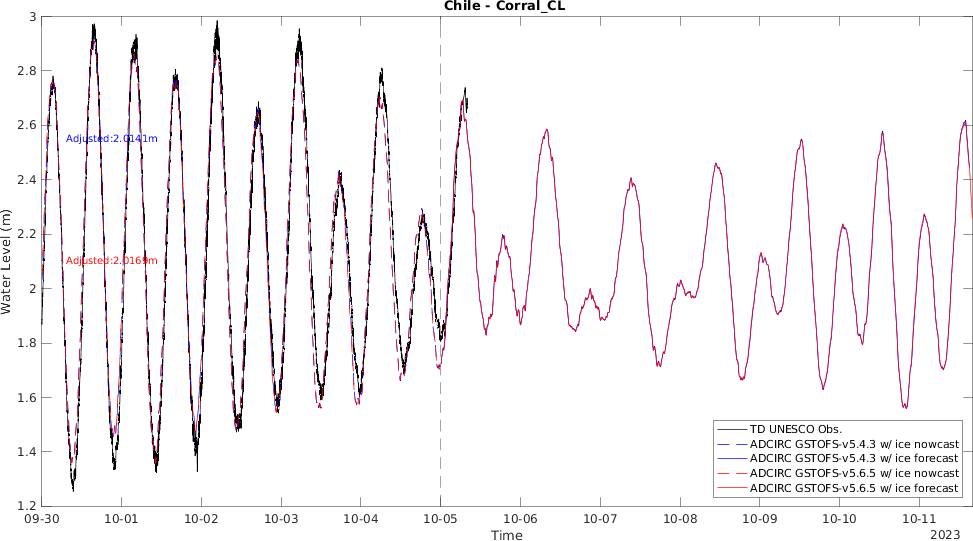 Chile - Corral_CL
3
2.8
2.6
2.4
2.2
2
1.8
1.6
1.4
1.2
Water Level (m)
Adjusted:2.0141m
Adjusted:2.0169m
TD UNESCO Obs.
ADCIRC GSTOFS-v5.4.3 w/ ice nowcast
ADCIRC GSTOFS-v5.4.3 w/ ice forecast
ADCIRC GSTOFS-v5.6.5 w/ ice nowcast
ADCIRC GSTOFS-v5.6.5 w/ ice forecast
09-30 10-01 10-02 10-03 10-04 10-05 10-06 10-07 10-08 10-09 10-10 10-11
Time
2023